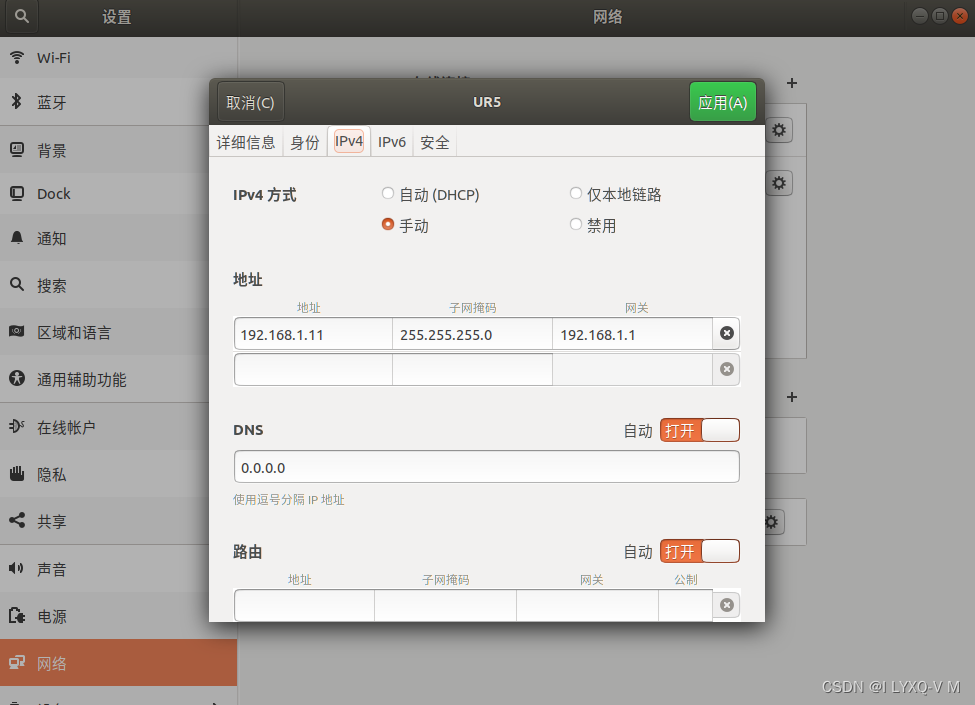 设置
网络
Wi-Fi
蓝牙
背景
Dock
通知
搜索
区域和语言
通用辅助功能
在线帐户
隐私
共享
声音
电源
网络
取消(C)
UR5
应用(A)
详细信息
身份
IPv4
IPv6
安全
IPv4 方式
自动 (DHCP)
仅本地链路
手动
禁用
地址
地址
子网掩码
网关
192.168.1.11
255.255.255.0
192.168.1.1
DNS
自动
打开
0.0.0.0
使用逗号分隔 IP 地址
路由
自动
打开
地址
子网掩码
网关
公制
CSDN @I LYXQ-V M